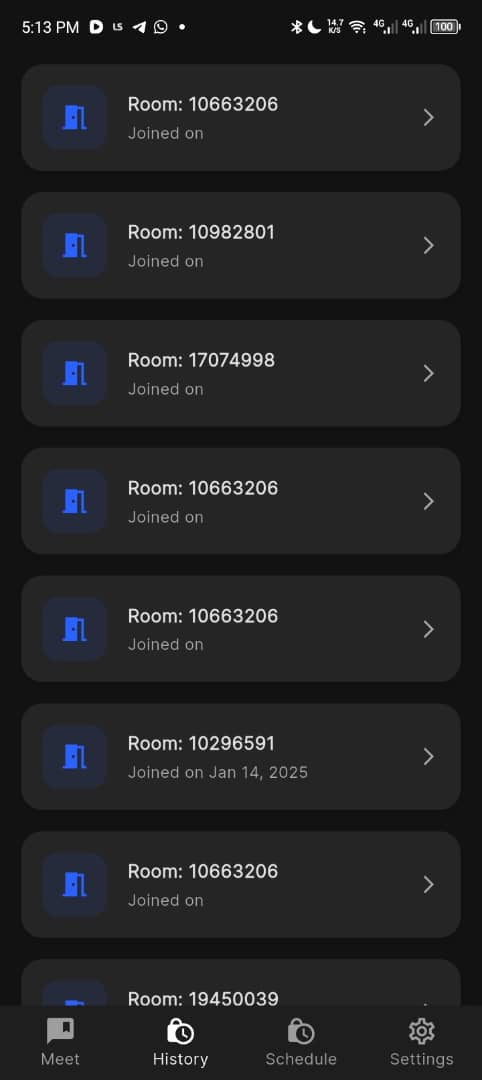 5:13 PM LS 14.7 K/S 4G 4G 100
Room: 10663206
Joined on
Room: 10982801
Joined on
Room: 17074998
Joined on
Room: 10663206
Joined on
Room: 10663206
Joined on
Room: 10296591
Joined on Jan 14, 2025
Room: 10663206
Joined on
Room: 19450039
Meet History Schedule Settings